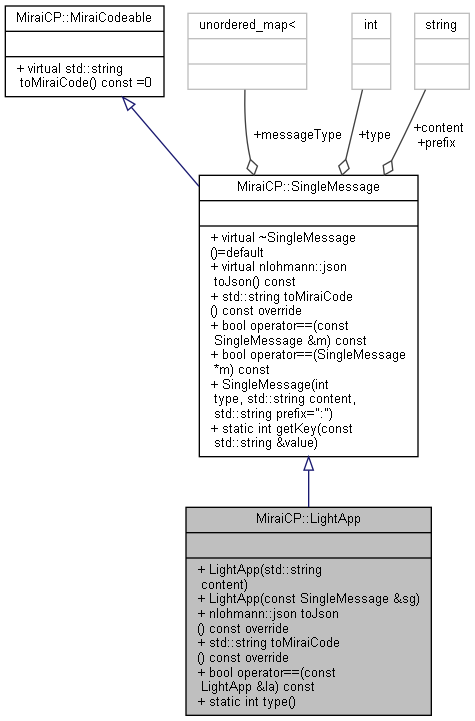 MiraiCP::MiraiCodeable
+ virtual std::string
toMiraiCode() const =0
unordered_map<
int
string
+messageType
+type
+content
+prefix
MiraiCP::SingleMessage
+ virtual ~SingleMessage
()=default
+ virtual nlohmann::json
toJson() const
+ std::string toMiraiCode
() const override
+ bool operator==(const
SingleMessage &m) const
+ bool operator==(SingleMessage
*m) const
+ SingleMessage(int
type, std::string content,
std::string prefix=":")
+ static int getKey(const
std::string &value)
MiraiCP::LightApp
+ LightApp(std::string
content)
+ LightApp(const SingleMessage &sg)
+ nlohmann::json toJson
() const override
+ std::string toMiraiCode
() const override
+ bool operator==(const
LightApp &la) const
+ static int type()